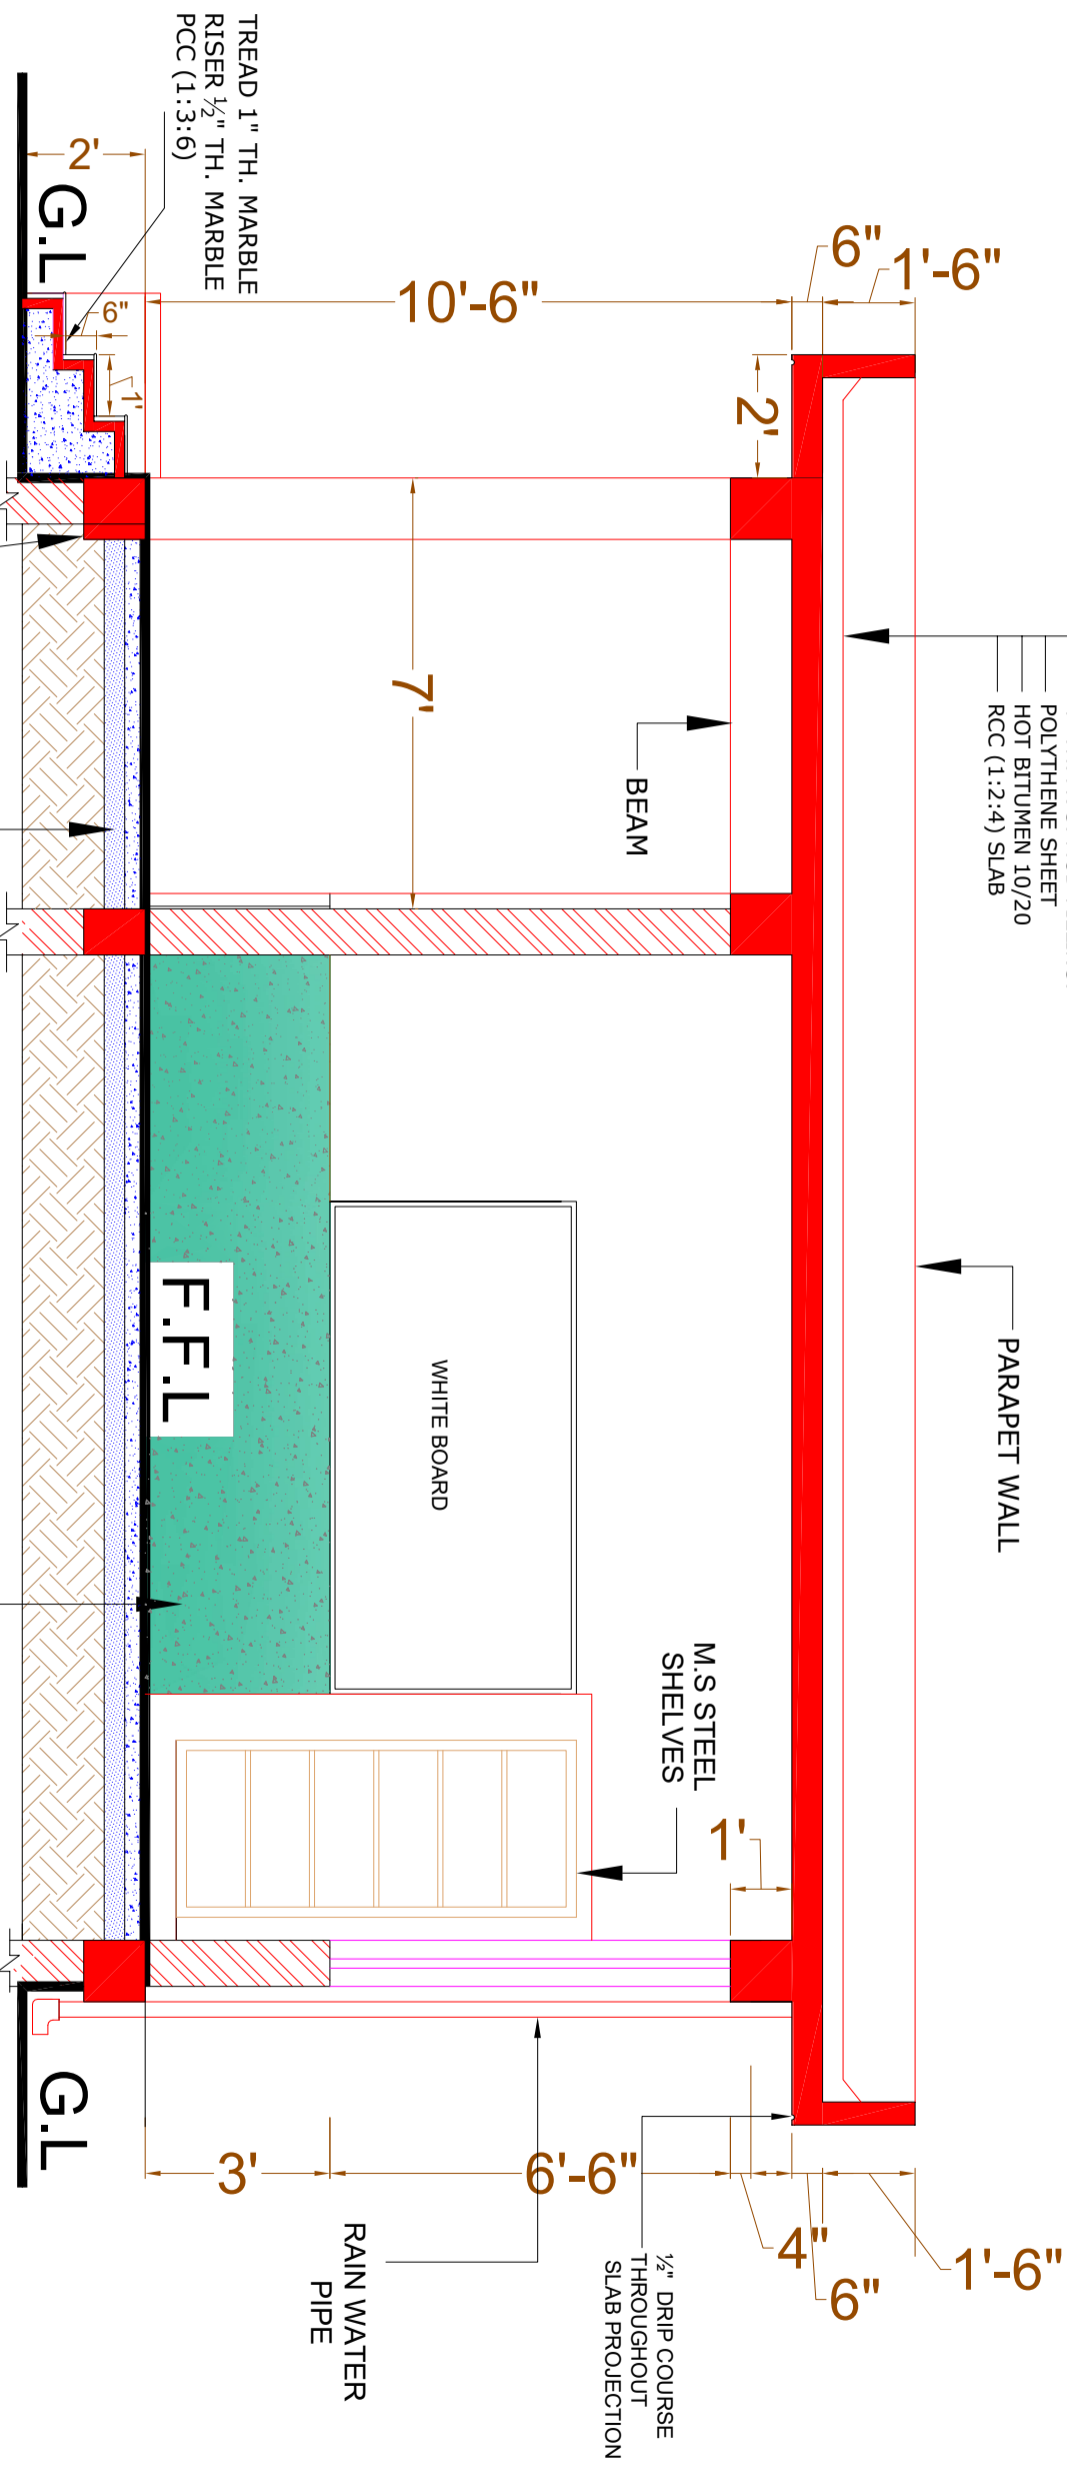 POLYTHENE SHEET
HOT BITUMEN 10/20
RCC (1:2:4) SLAB
PARAPET WALL
1'-6"
6"
2'
10'-6"
7'
BEAM
WHITE BOARD
M.S STEEL
SHELVES
1'
F.F.L
TREAD 1" TH. MARBLE
RISER ½" TH. MARBLE
PCC (1:3:6)
2'
G.L
6"
1'
G.L
3'
6'-6"
4"
6"
1'-6"
½" DRIP COURSE
THROUGHOUT
SLAB PROJECTION
RAIN WATER
PIPE